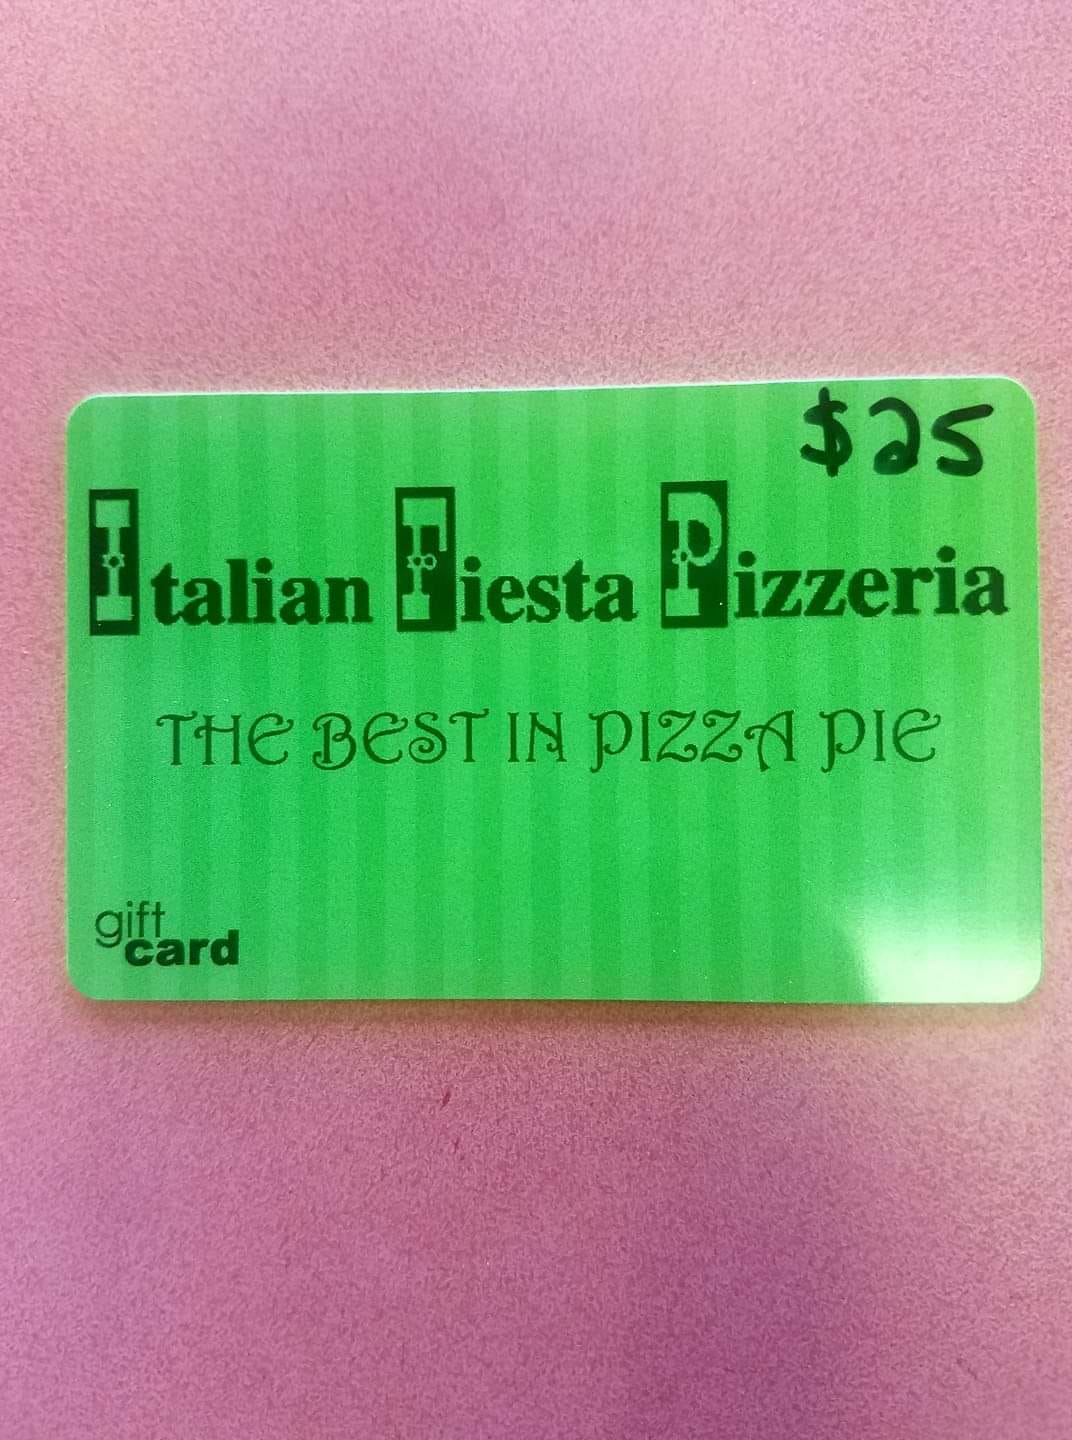 $25
Italian Fiesta Pizzeria
THE BEST IN PIZZA PIE
gift
card